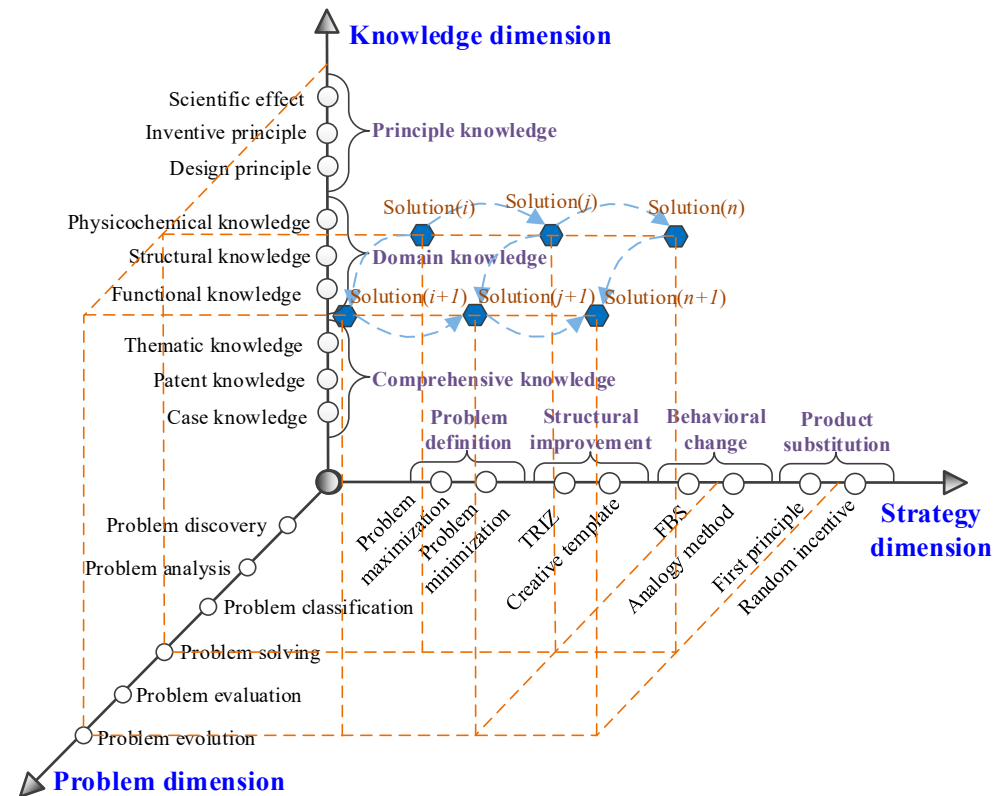 Knowledge dimension
Scientific effect
Inventive principle
Design principle
Principle knowledge
Physicochemical knowledge
Structural knowledge
Functional knowledge
Domain knowledge
Solution(i)
Solution(j)
Solution(n)
Solution(i+1)
Solution(j+1)
Solution(n+1)
Thematic knowledge
Patent knowledge
Case knowledge
Comprehensive knowledge
Problem
definition
Structural
improvement
Behavioral
change
Product
substitution
Problem
maximization
Problem
minimization
TRIZ
Creative template
FBS
Analogy method
First principle
Random incentive
Strategy
dimension
Problem discovery
Problem analysis
Problem classification
Problem solving
Problem evaluation
Problem evolution
Problem dimension